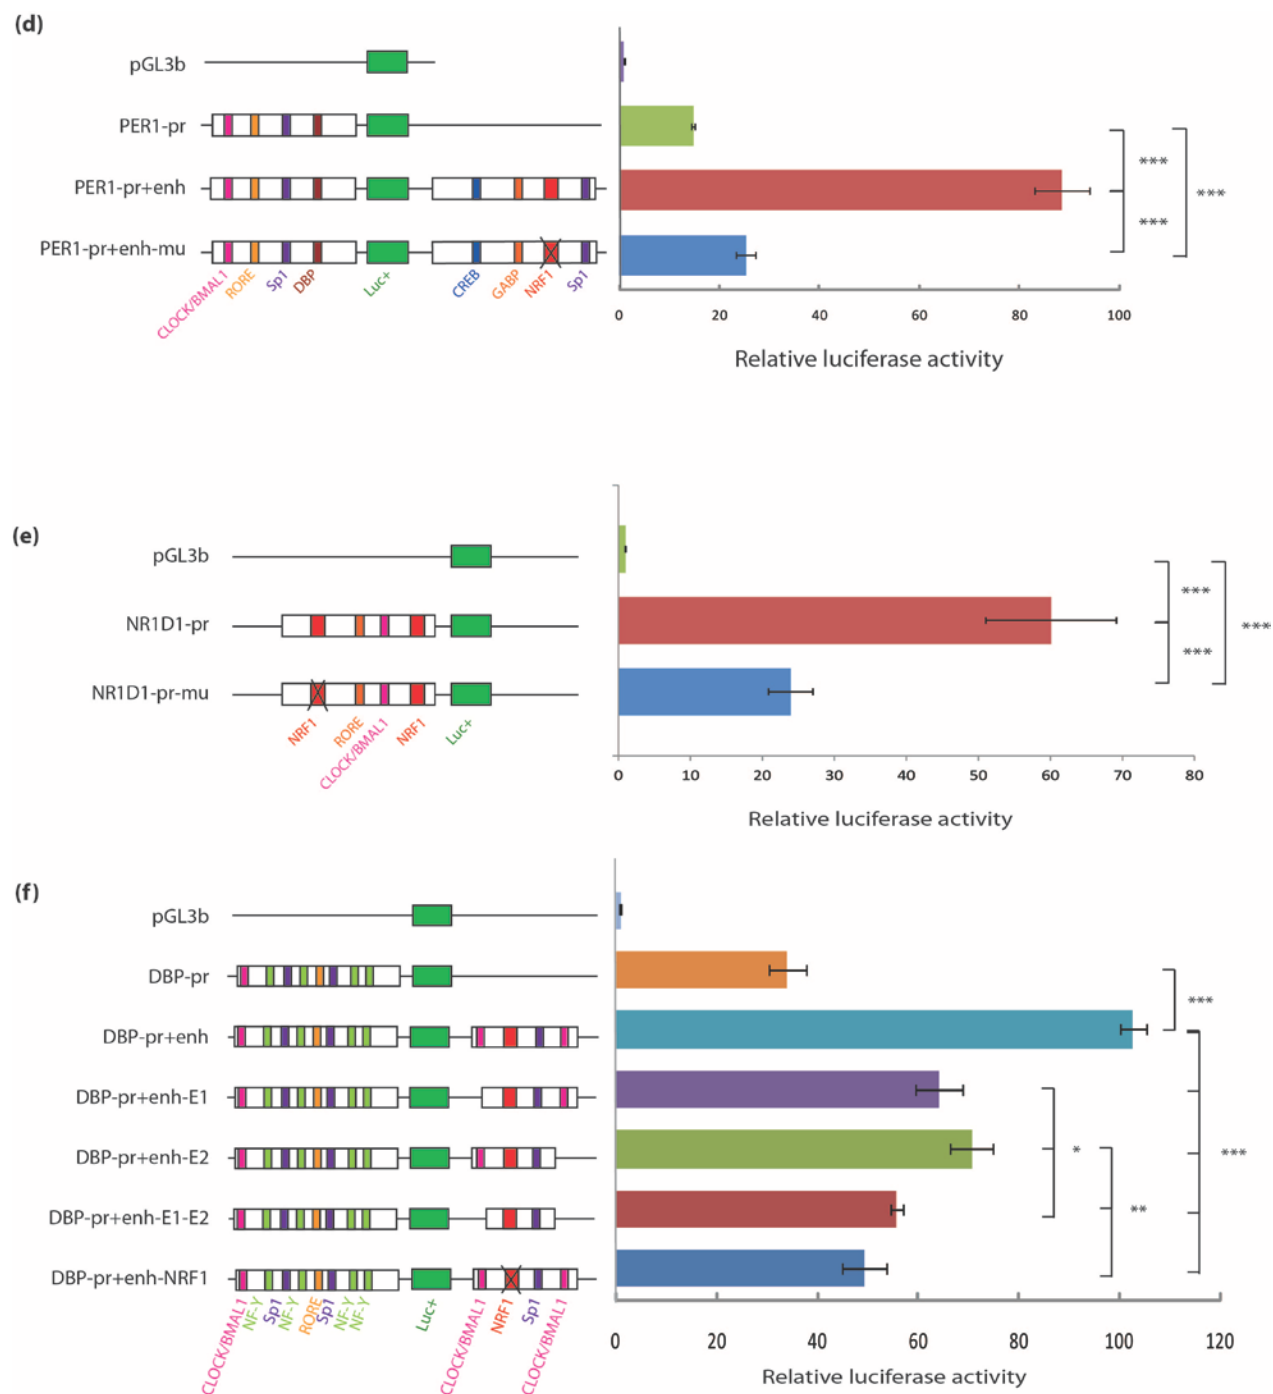 (d)
pGL3b
PER1-pr
PER1-pr+enh
PER1-pr+enh-mu
CLOCK/BMAL1 RORE Sp1 DBP Luc+ CREB GABP NRF1 Sp1
***
***
***
0 20 40 60 80 100
Relative luciferase activity
(e)
pGL3b
NR1D1-pr
NR1D1-pr-mu
NRF1 RORE CLOCK/BMAL1 NRF1 Luc+
***
***
***
0 10 20 30 40 50 60 70 80
Relative luciferase activity
(f)
pGL3b
DBP-pr
DBP-pr+enh
DBP-pr+enh-E1
DBP-pr+enh-E2
DBP-pr+enh-E1-E2
DBP-pr+enh-NRF1
CLOCK/BMAL1 NF-Y Sp1 NF-Y RORE Sp1 NF-Y NF-Y Luc+ CLOCK/BMAL1 NRF1 Sp1 CLOCK/BMAL1
***
*
***
**
0 20 40 60 80 100 120
Relative luciferase activity